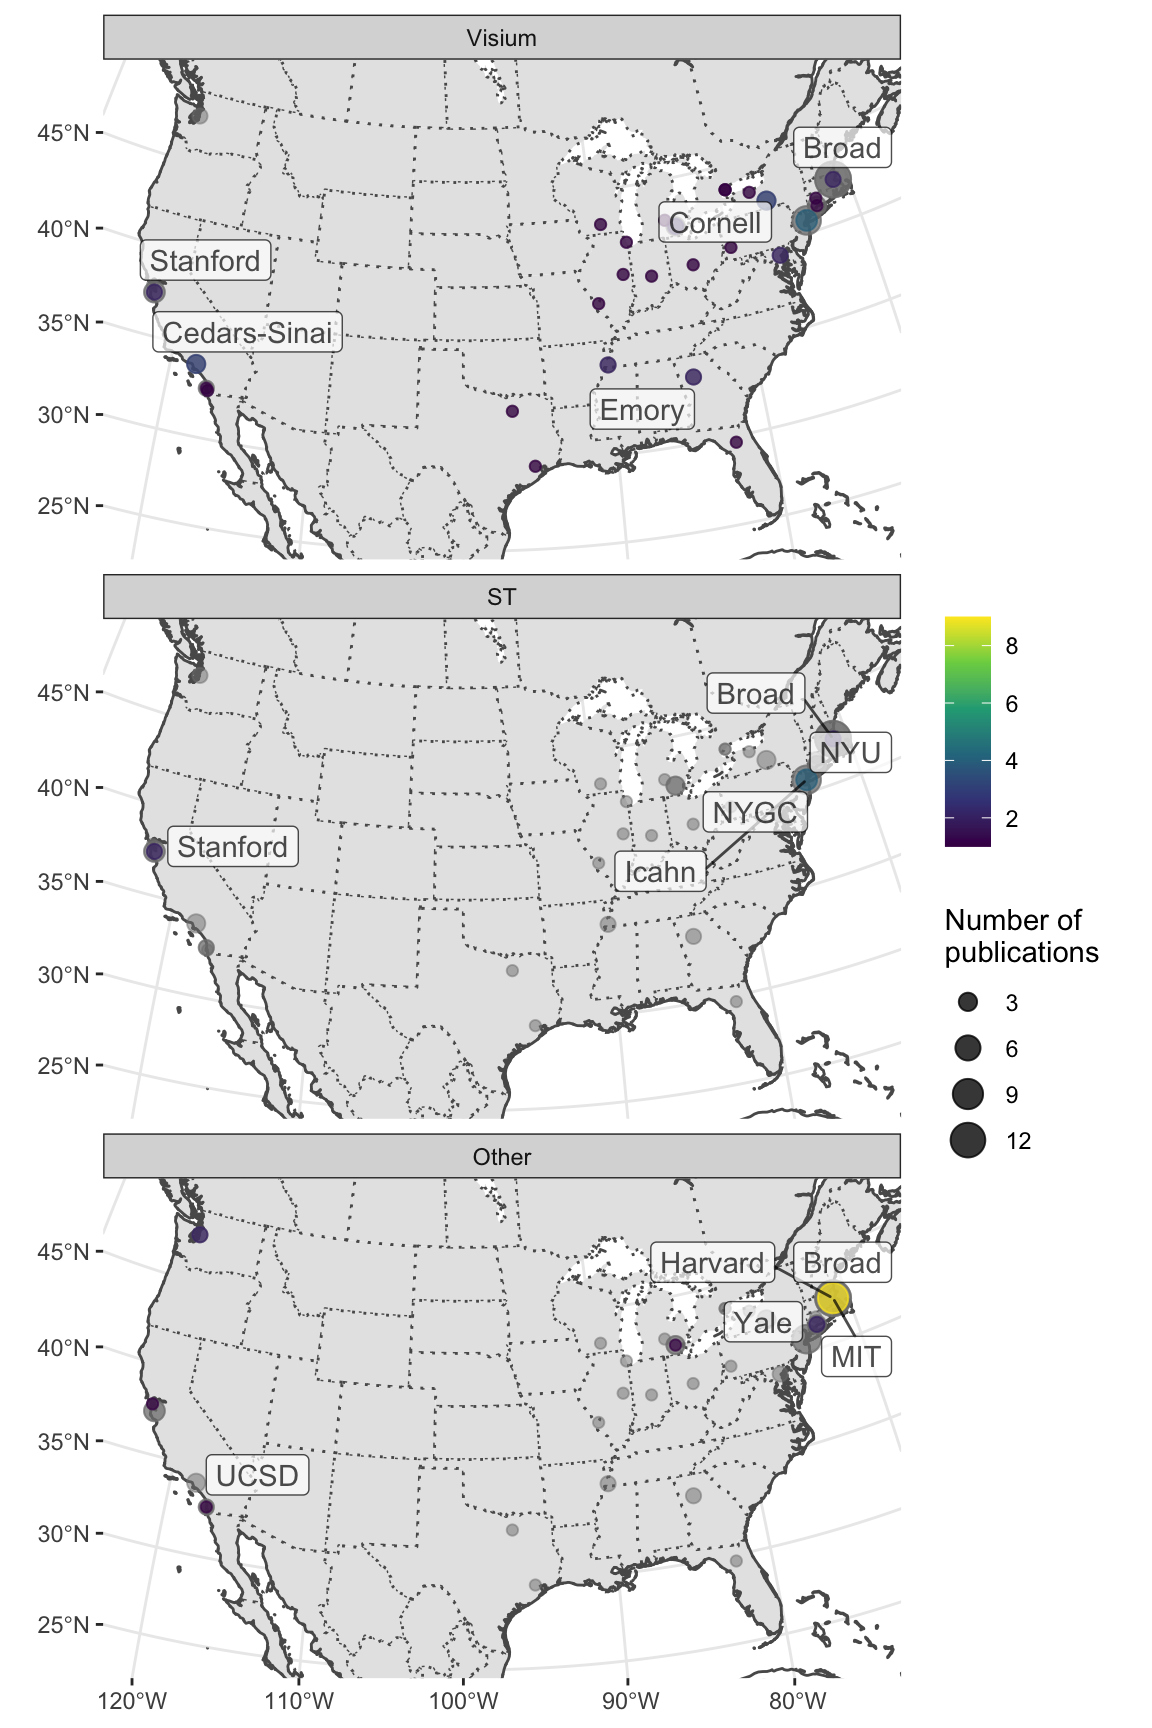 Visium
45°N
40°N
35°N
30°N
25°N
Broad
Cornell
Stanford
Cedars-Sinai
Emory
ST
45°N
40°N
35°N
30°N
25°N
Broad
NYU
NYGC
Stanford
Icahn
8
6
4
2
Number of
publications
3
6
9
12
Other
45°N
40°N
35°N
30°N
25°N
Harvard
Broad
Yale
MIT
UCSD
120°W
110°W
100°W
90°W
80°W